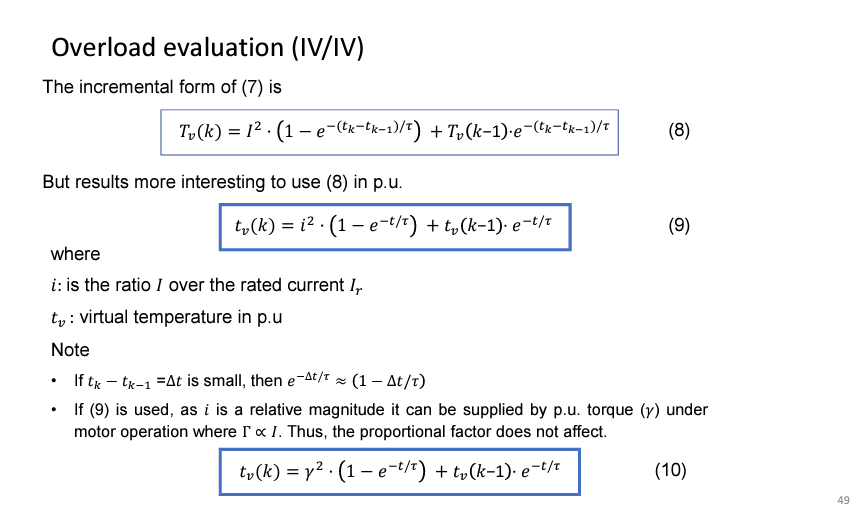 Overload evaluation (IV/IV)
The incremental form of (7) is
𝑇𝑣(𝑘) = 𝐼² · (1 − 𝑒^−(𝑡𝑘−𝑡𝑘−1)/𝜏) + 𝑇𝑣(𝑘−1)·𝑒^−(𝑡𝑘−𝑡𝑘−1)/𝜏 (8)
But results more interesting to use (8) in p.u.
𝑡𝑣(𝑘) = 𝑖² · (1 − 𝑒^−𝑡/𝜏) + 𝑡𝑣(𝑘−1)· 𝑒^−𝑡/𝜏 (9)
where
𝑖: is the ratio 𝐼 over the rated current 𝐼𝑟
𝑡𝑣 : virtual temperature in p.u
Note
• If 𝑡𝑘 − 𝑡𝑘−1 =Δ𝑡 is small, then 𝑒^−Δ𝑡/𝜏 ≈ (1 − Δ𝑡/𝜏)
• If (9) is used, as 𝑖 is a relative magnitude it can be supplied by p.u. torque (𝛾) under
motor operation where Γ ∝ 𝐼. Thus, the proportional factor does not affect.
𝑡𝑣(𝑘) = 𝛾² · (1 − 𝑒^−𝑡/𝜏) + 𝑡𝑣(𝑘−1)· 𝑒^−𝑡/𝜏 (10)
49